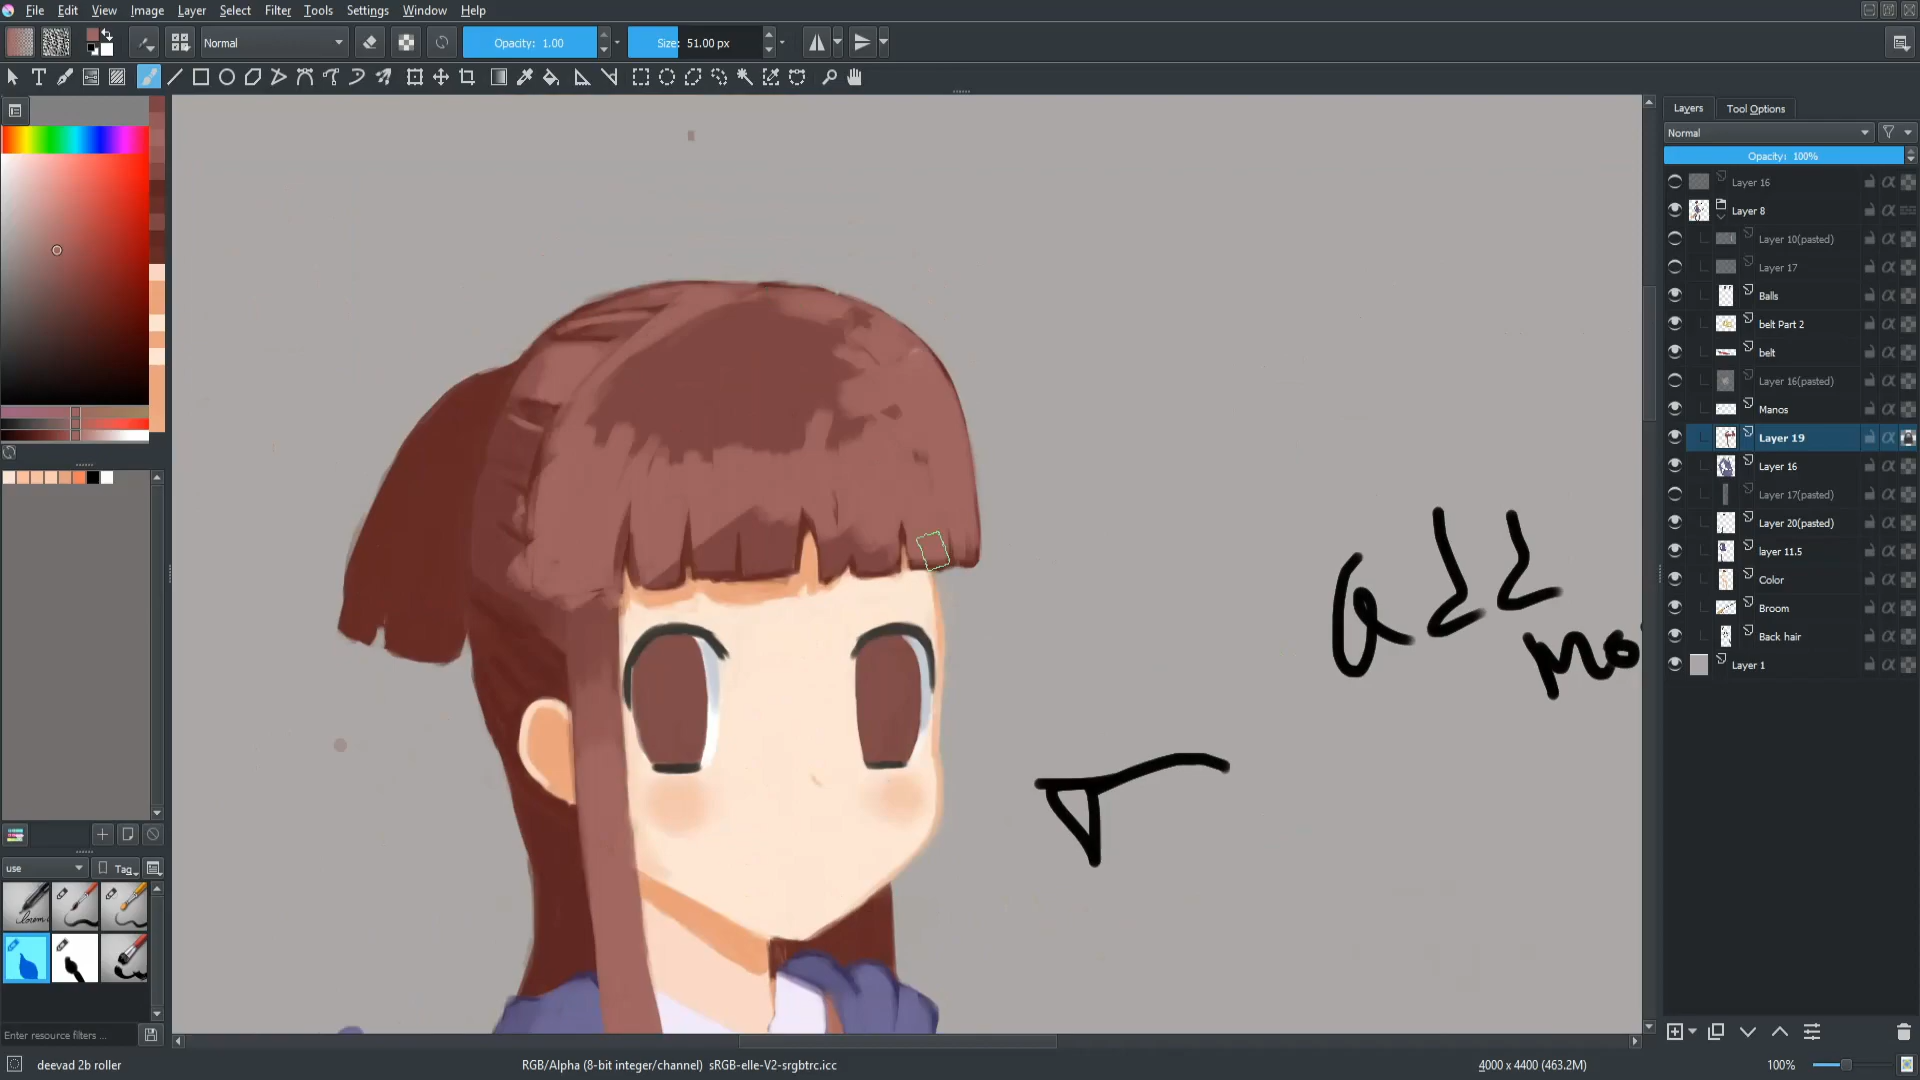 File Edit View Image Layer Select Filter Tools Settings Window Help
Normal Opacity: 1.00 Size: 51.00 px
Layers Tool Options
Normal
Opacity: 100%
Layer 16
Layer 8
Layer 10(pasted)
Layer 17
Balls
belt Part 2
belt
Layer 16(pasted)
Manos
Layer 19
Layer 16
Layer 17(pasted)
Layer 20(pasted)
layer 11.5
Color
Broom
Back hair
Layer 1
add
mo
use Tag
Enter resource filters ...
deevad 2b roller RGB/Alpha (8-bit integer/channel) sRGB-elle-V2-srgbtrc.icc 4000 x 4400 (463.2M) 100%